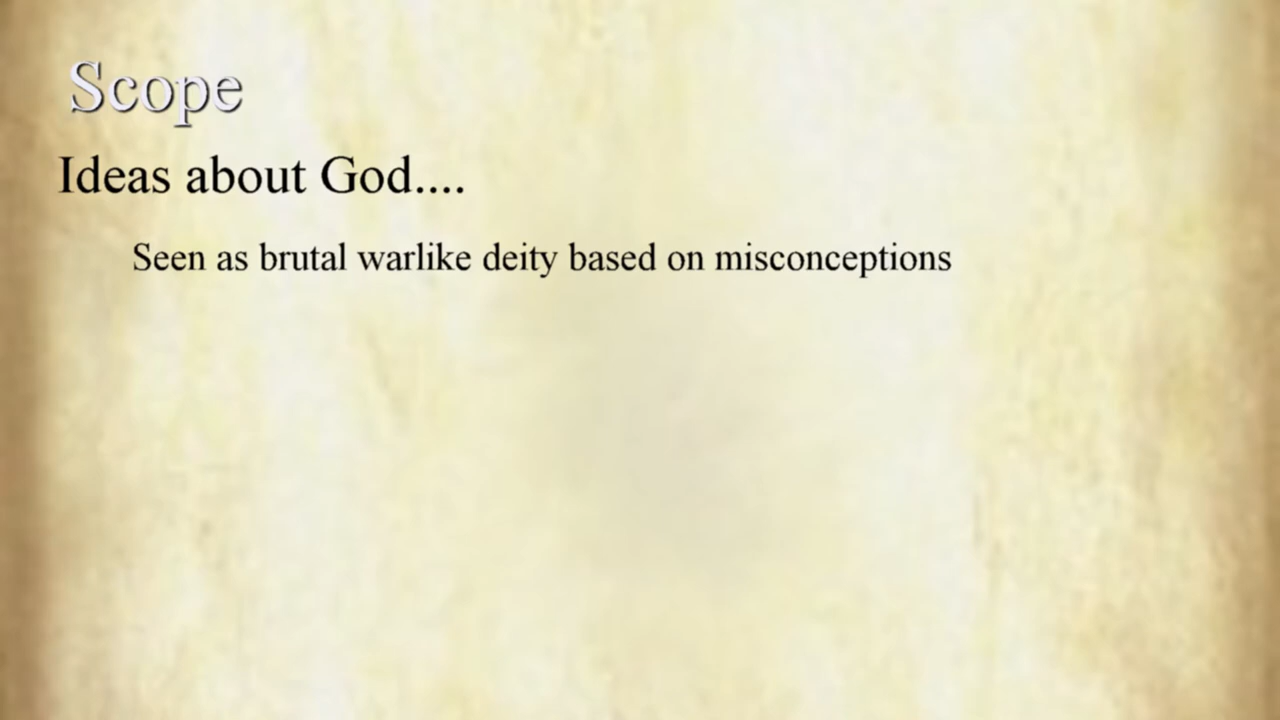 Scope
Ideas about God....
Seen as brutal warlike deity based on misconceptions